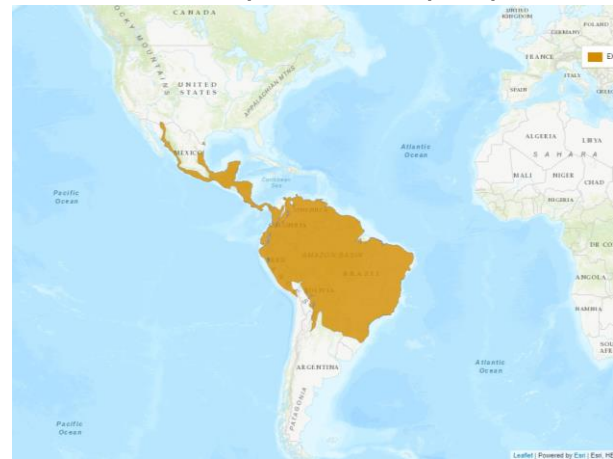 CANADA
ROCKY MOUNTAINS
UNITED
STATES
APPALACHIAN MTNS
MEXICO
Caribbean
Sea
Pacific
Ocean
Atlantic
Ocean
UNITED
KINGDOM
POLAND
GERMANY
FRANCE
ITALY
SPAIN
ALGERIA
LIBYA
SAHARA
MALI
NIGER
CHAD
NIGERIA
ANGOLA
NAMIBIA
AMAZON BASIN
BRAZIL
ARGENTINA
PATAGONIA
Pacific
Ocean
Atlantic
Ocean
Leaflet | Powered by Esri | Esri, HE